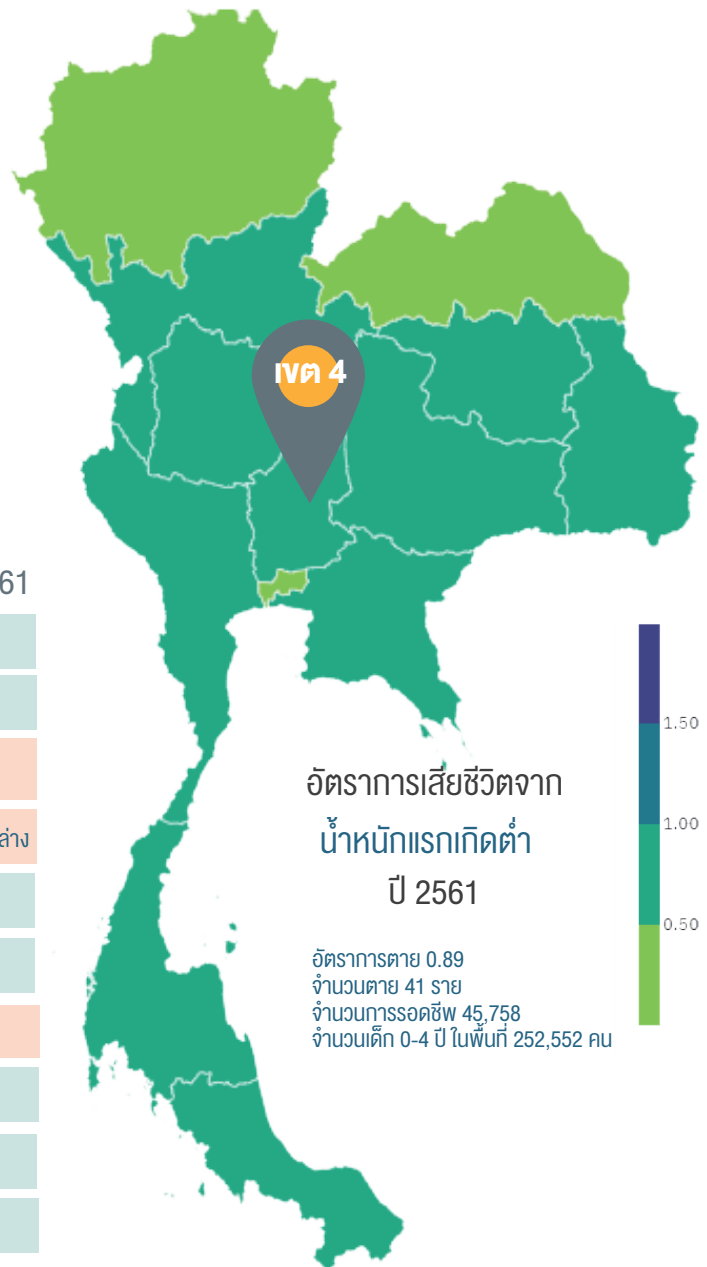 เขต 4
61
ล่าง
อัตราการเสียชีวิตจาก
น้ำหนักแรกเกิดต่ำ
ปี 2561
อัตราการตาย 0.89
จำนวนตาย 41 ราย
จำนวนการรอดชีพ 45,758
จำนวนเด็ก 0-4 ปี ในพื้นที่ 252,552 คน
1.50
1.00
0.50